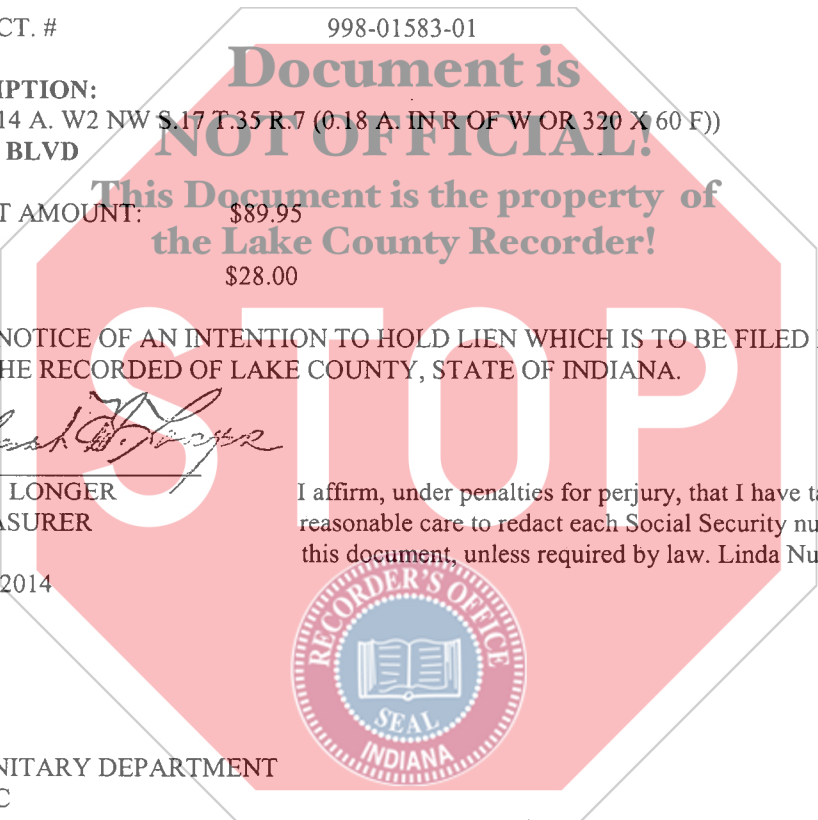 CT. # 998-01583-01
Document is
IPTION:
14 A. W2 NW S.17 T.35 R.7 (0.18 A. IN R OF W OR 320 X 60 F))
NOT OFFICIAL!
BLVD
This Document is the property of
T AMOUNT: $89.95
the Lake County Recorder!
$28.00
STOP
NOTICE OF AN INTENTION TO HOLD LIEN WHICH IS TO BE FILED
HE RECORDED OF LAKE COUNTY, STATE OF INDIANA.
LONGER
I affirm, under penalties for perjury, that I have ta
ASURER
reasonable care to redact each Social Security nu
this document, unless required by law. Linda Nu
2014
RECORDER'S OFFICE
SEAL
INDIANA
NITARY DEPARTMENT
C